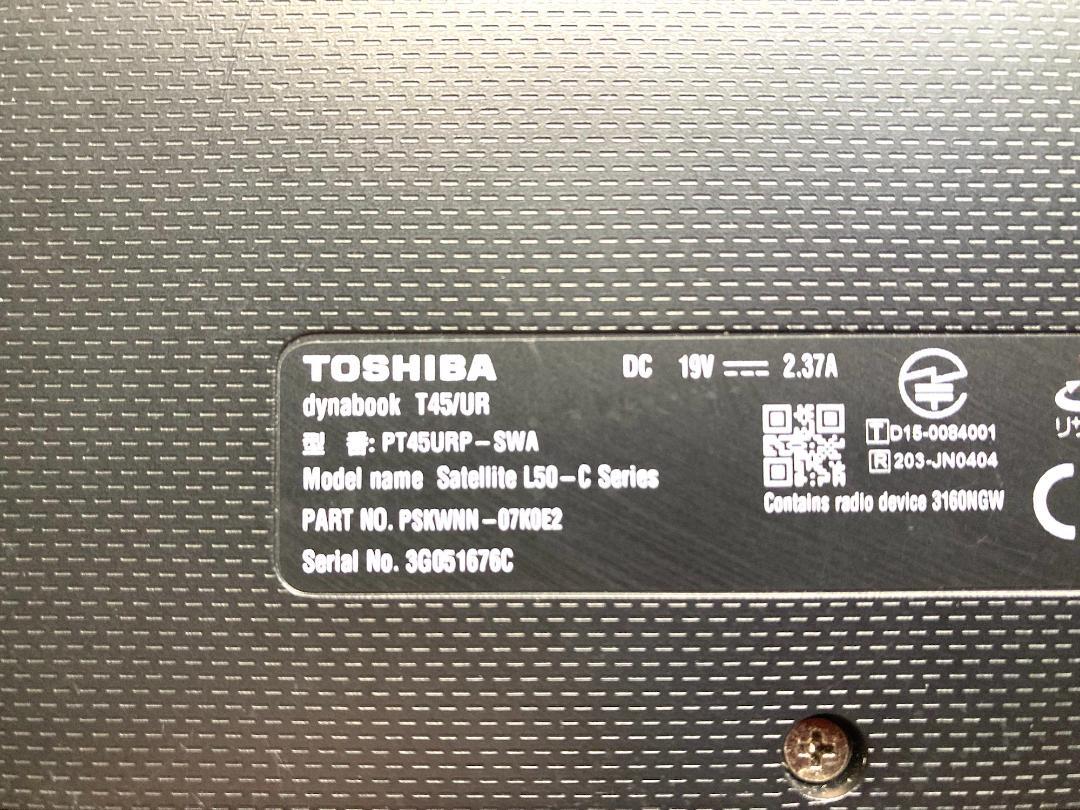 TOSHIBA
dynabook T45/UR
型 番: PT45URP-SWA
Model name Satellite L50-C Series
PART NO. PSKWNN-07K0E2
Serial No. 3G051676C
DC 19V 2.37A
T D15-0084001
R 203-JN0404
Contains radio device 3160NGW